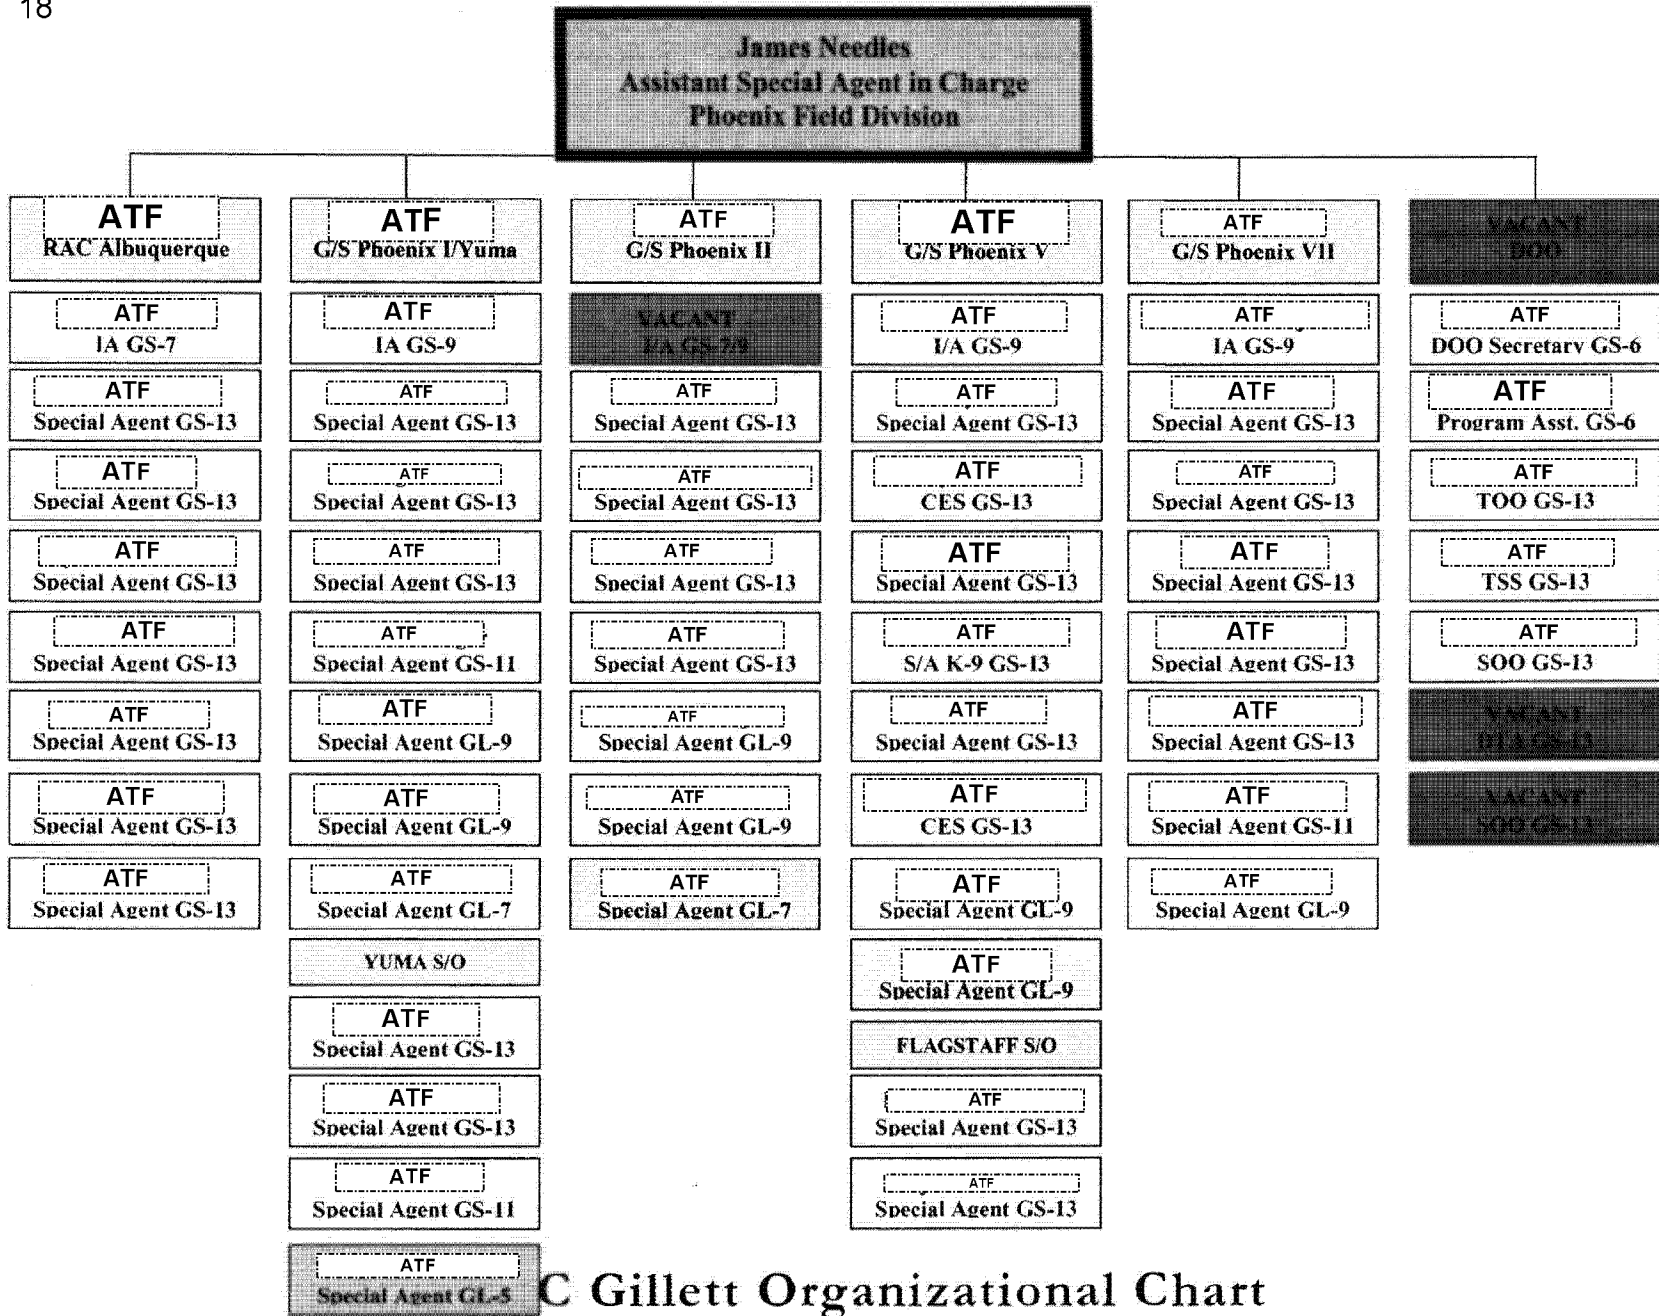 18
James Needles
Assistant Special Agent in Charge
Phoenix Field Division
ATF
RAC Albuquerque
ATF
IA GS-7
ATF
Special Agent GS-13
ATF
Special Agent GS-13
ATF
Special Agent GS-13
ATF
Special Agent GS-13
ATF
Special Agent GS-13
ATF
Special Agent GS-13
ATF
Special Agent GS-13
ATF
G/S Phoenix I/Yuma
ATF
IA GS-9
ATF
Special Agent GS-13
ATF
Special Agent GS-13
ATF
Special Agent GS-13
ATF
Special Agent GS-11
ATF
Special Agent GL-9
ATF
Special Agent GL-9
ATF
Special Agent GL-7
YUMA S/O
ATF
Special Agent GS-13
ATF
Special Agent GS-13
ATF
Special Agent GS-11
ATF
Special Agent GL-5
ATF
G/S Phoenix II
VACANT
I/A GS-7/9
ATF
Special Agent GS-13
ATF
Special Agent GS-13
ATF
Special Agent GS-13
ATF
Special Agent GS-13
ATF
Special Agent GL-9
ATF
Special Agent GL-9
ATF
Special Agent GL-7
ATF
G/S Phoenix V
ATF
I/A GS-9
ATF
Special Agent GS-13
ATF
CES GS-13
ATF
Special Agent GS-13
ATF
S/A K-9 GS-13
ATF
Special Agent GS-13
ATF
CES GS-13
ATF
Special Agent GL-9
ATF
Special Agent GL-9
FLAGSTAFF S/O
ATF
Special Agent GS-13
ATF
Special Agent GS-13
ATF
G/S Phoenix VII
ATF
IA GS-9
ATF
Special Agent GS-13
ATF
Special Agent GS-13
ATF
Special Agent GS-13
ATF
Special Agent GS-13
ATF
Special Agent GS-13
ATF
Special Agent GS-11
ATF
Special Agent GL-9
VACANT
DOO
ATF
DOO Secretary GS-6
ATF
Program Asst. GS-6
ATF
TOO GS-13
ATF
TSS GS-13
ATF
SOO GS-13
VACANT
GS-13
VACANT
SOO GS-13
C Gillett Organizational Chart